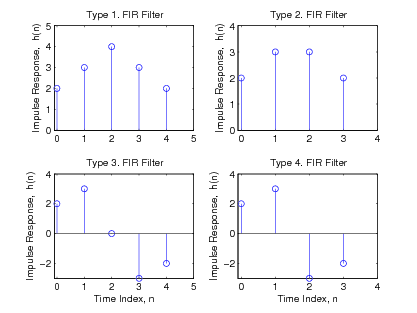 Type 1. FIR Filter
Impulse Response, h(n)
5
4
3
2
1
0
0 1 2 3 4 5
Type 2. FIR Filter
Impulse Response, h(n)
4
3
2
1
0
0 1 2 3 4
Type 3. FIR Filter
Impulse Response, h(n)
4
2
0
−2
0 1 2 3 4 5
Time Index, n
Type 4. FIR Filter
Impulse Response, h(n)
4
2
0
−2
0 1 2 3 4
Time Index, n